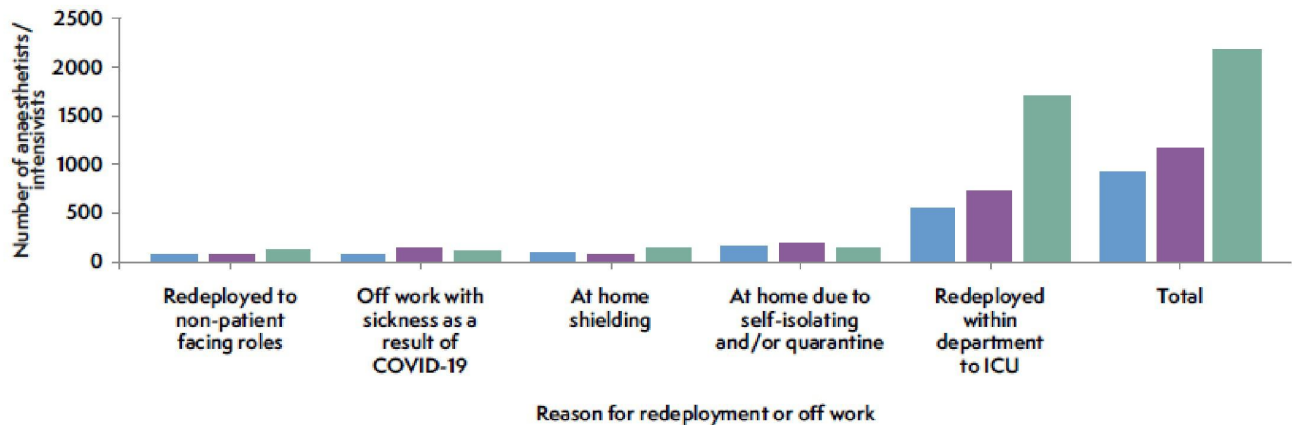 Number of anaesthetists/
intensivists
2500
2000
1500
1000
500
0
Redeployed to
non-patient
facing roles
Off work with
sickness as a
result of
COVID-19
At home
shielding
At home due to
self-isolating
and/or quarantine
Redeployed
within
department
to ICU
Total
Reason for redeployment or off work